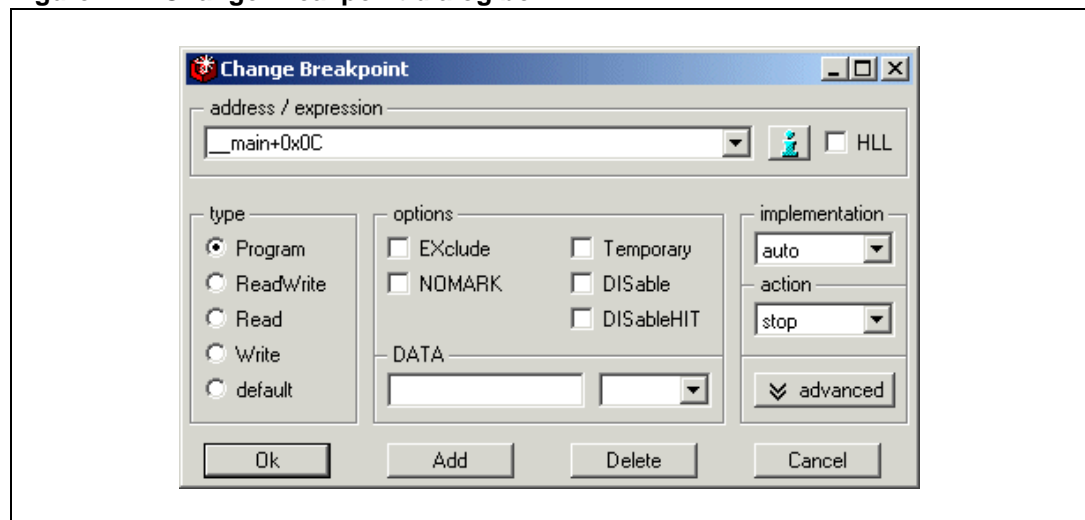 Change Breakpoint
address / expression
__main+0x0C
HLL
type
options
implementation
Program
EXclude
Temporary
auto
ReadWrite
NOMARK
DISable
action
Read
DISableHIT
stop
Write
DATA
default
advanced
Ok
Add
Delete
Cancel